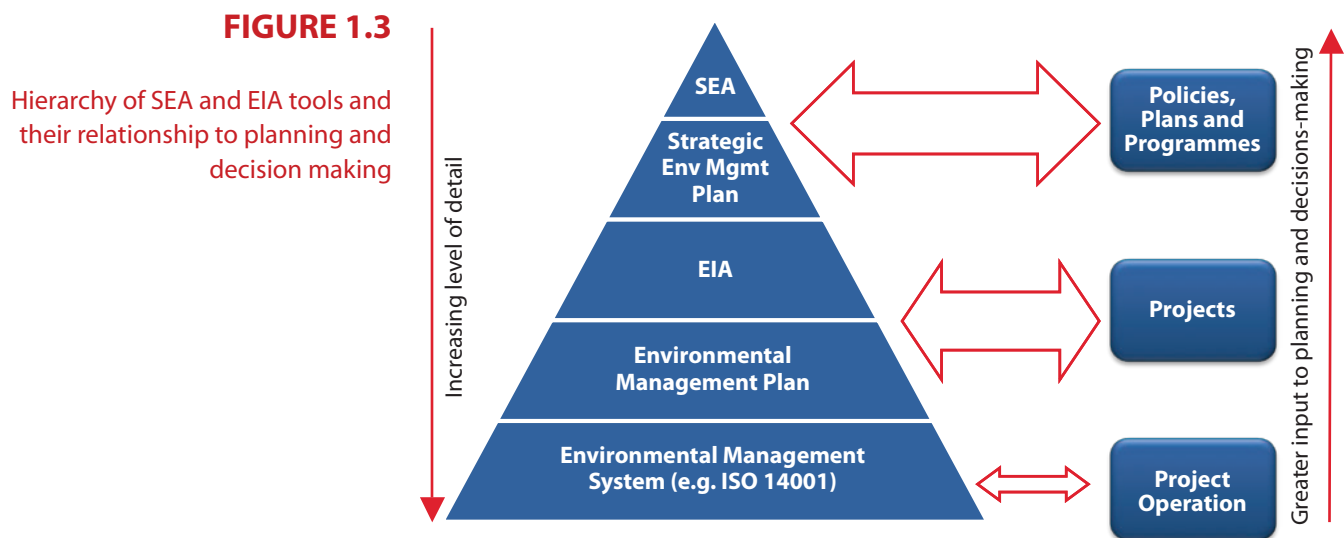 FIGURE 1.3
Hierarchy of SEA and EIA tools and
their relationship to planning and
decision making
Increasing level of detail
SEA
Strategic
Env Mgmt
Plan
EIA
Environmental
Management Plan
Environmental Management
System (e.g. ISO 14001)
Policies,
Plans and
Programmes
Projects
Project
Operation
Greater input to planning and decisions-making